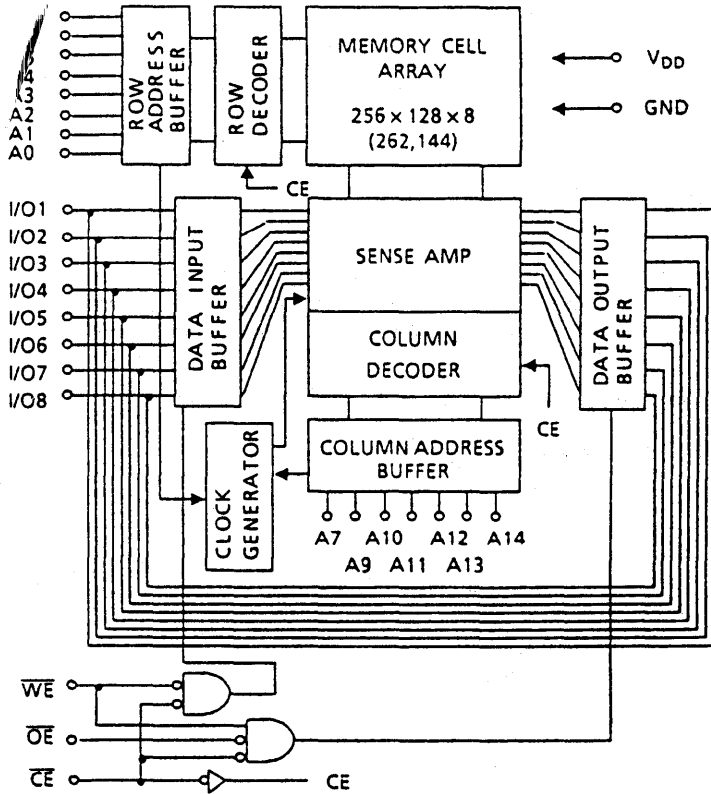 A2
A1
A0
ROW ADDRESS BUFFER
ROW DECODER
MEMORY CELL
ARRAY
256 x 128 x 8
(262,144)
VDD
GND
CE
I/O1
I/O2
I/O3
I/O4
I/O5
I/O6
I/O7
I/O8
DATA INPUT
BUFFER
SENSE AMP
COLUMN
DECODER
DATA OUTPUT
BUFFER
CE
CLOCK
GENERATOR
COLUMN ADDRESS
BUFFER
A7 A10 A12 A14
A9 A11 A13
WE
OE
CE
CE